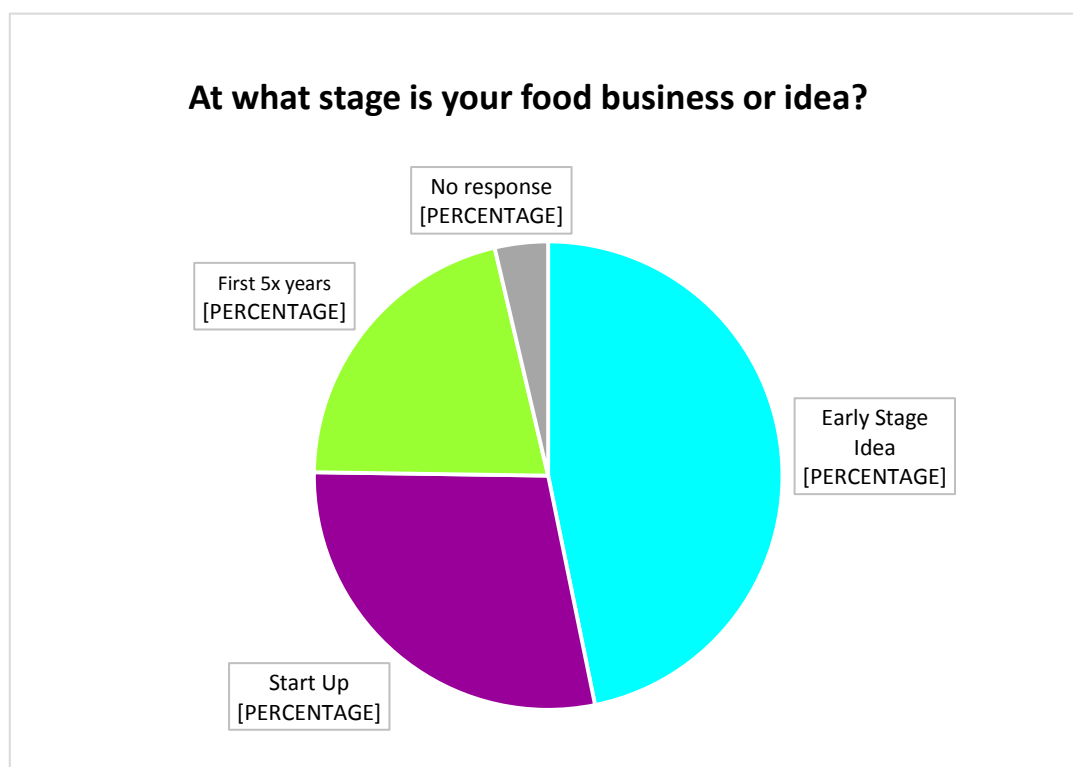 At what stage is your food business or idea?
No response
[PERCENTAGE]
First 5x years
[PERCENTAGE]
Early Stage
Idea
[PERCENTAGE]
Start Up
[PERCENTAGE]